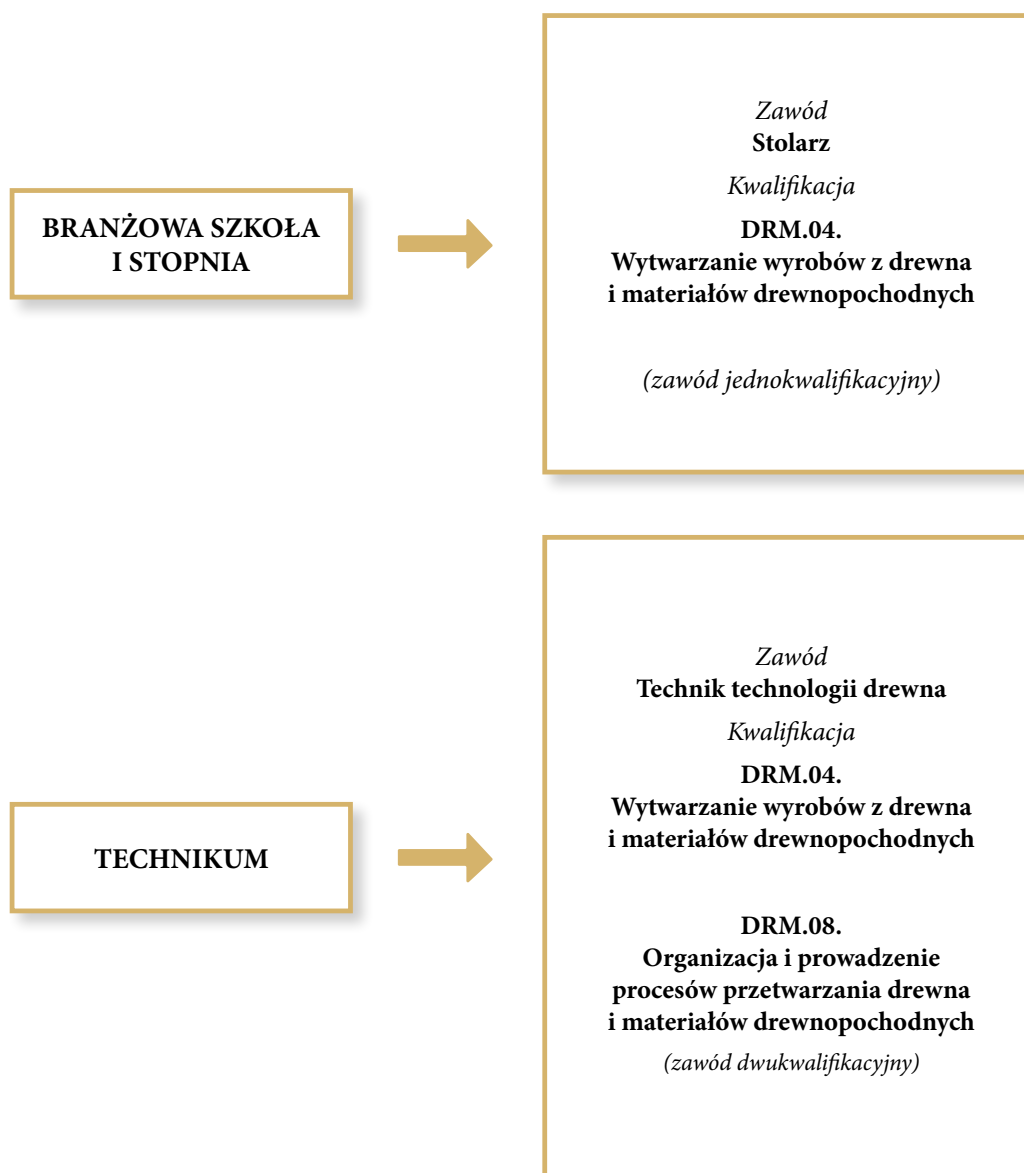 BRANŻOWA SZKOŁA
I STOPNIA
Zawód
Stolarz
Kwalifikacja
DRM.04.
Wytwarzanie wyrobów z drewna
i materiałów drewnopochodnych
(zawód jednokwalifikacyjny)
TECHNIKUM
Zawód
Technik technologii drewna
Kwalifikacja
DRM.04.
Wytwarzanie wyrobów z drewna
i materiałów drewnopochodnych
DRM.08.
Organizacja i prowadzenie
procesów przetwarzania drewna
i materiałów drewnopochodnych
(zawód dwukwalifikacyjny)